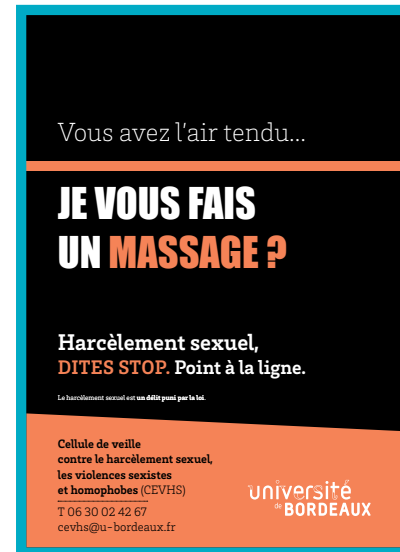 Vous avez l'air tendu...
JE VOUS FAIS
UN MASSAGE ?
Harcèlement sexuel,
DITES STOP. Point à la ligne.
Le harcèlement sexuel est un délit puni par la loi.
Cellule de veille
contre le harcèlement sexuel,
les violences sexistes
et homophobes (CEVHS)
T 06 30 02 42 67
cevhs@u-bordeaux.fr
université
de BORDEAUX